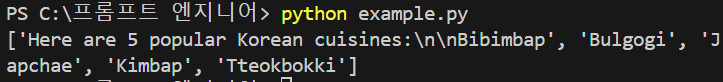 PS C:\프롬프트 엔지니어> python example.py
['Here are 5 popular Korean cuisines:\n\nBibimbap', 'Bulgogi', 'J
apchae', 'Kimbap', 'Tteokbokki']